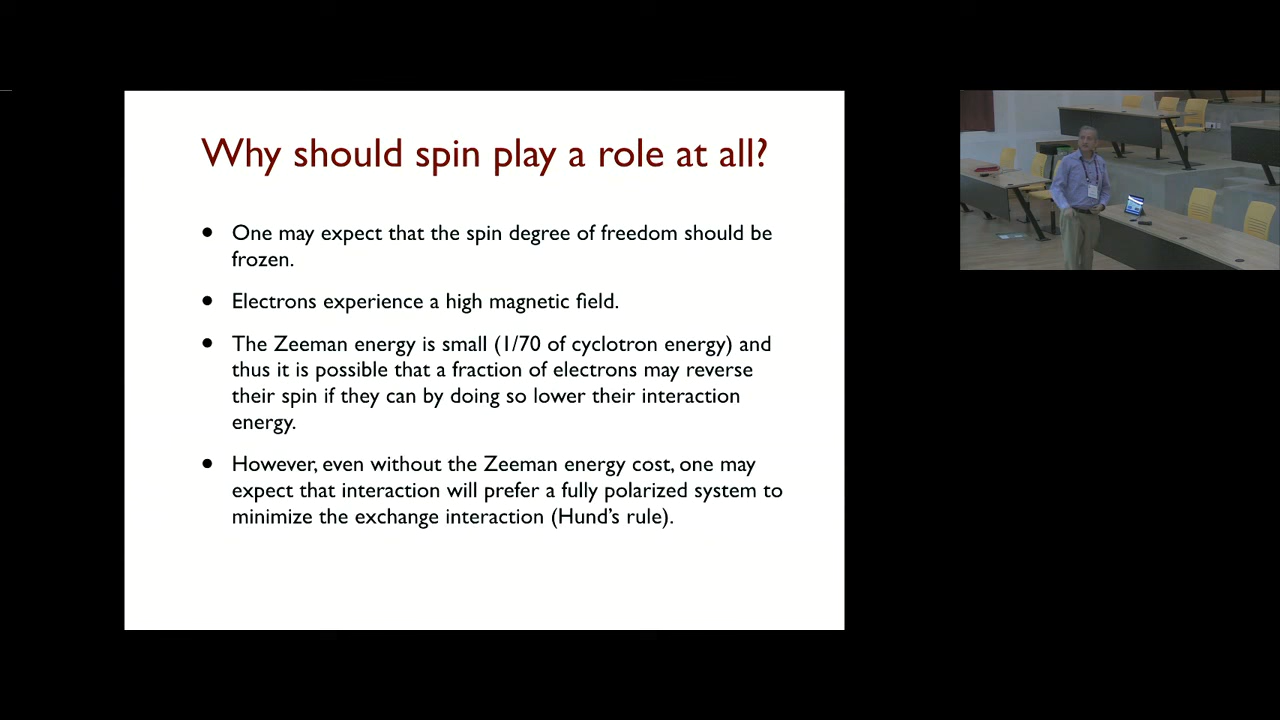 Why should spin play a role at all?
• One may expect that the spin degree of freedom should be
frozen.
• Electrons experience a high magnetic field.
• The Zeeman energy is small (1/70 of cyclotron energy) and
thus it is possible that a fraction of electrons may reverse
their spin if they can by doing so lower their interaction
energy.
• However, even without the Zeeman energy cost, one may
expect that interaction will prefer a fully polarized system to
minimize the exchange interaction (Hund's rule).